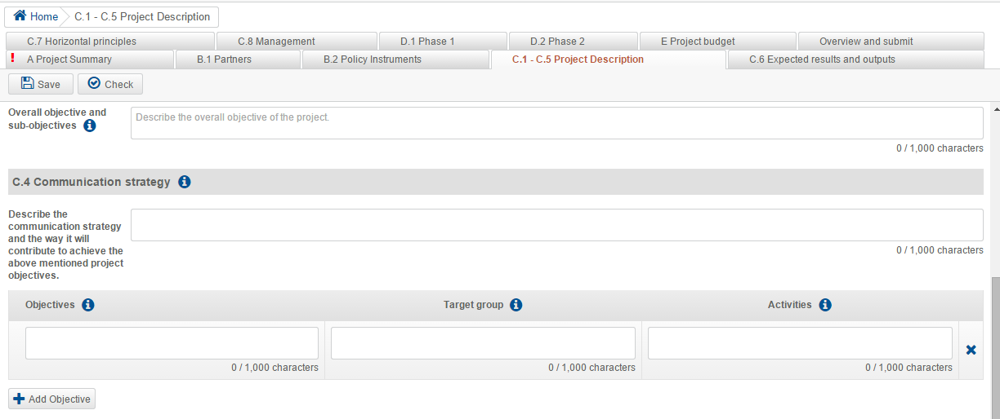 Home C.1 - C.5 Project Description
C.7 Horizontal principles C.8 Management D.1 Phase 1 D.2 Phase 2 E Project budget Overview and submit
! A Project Summary B.1 Partners B.2 Policy Instruments C.1 - C.5 Project Description C.6 Expected results and outputs
Save Check
Overall objective and
sub-objectives
Describe the overall objective of the project.
0 / 1,000 characters
C.4 Communication strategy
Describe the
communication strategy
and the way it will
contribute to achieve the
above mentioned project
objectives.
0 / 1,000 characters
Objectives Target group Activities
0 / 1,000 characters 0 / 1,000 characters 0 / 1,000 characters
Add Objective